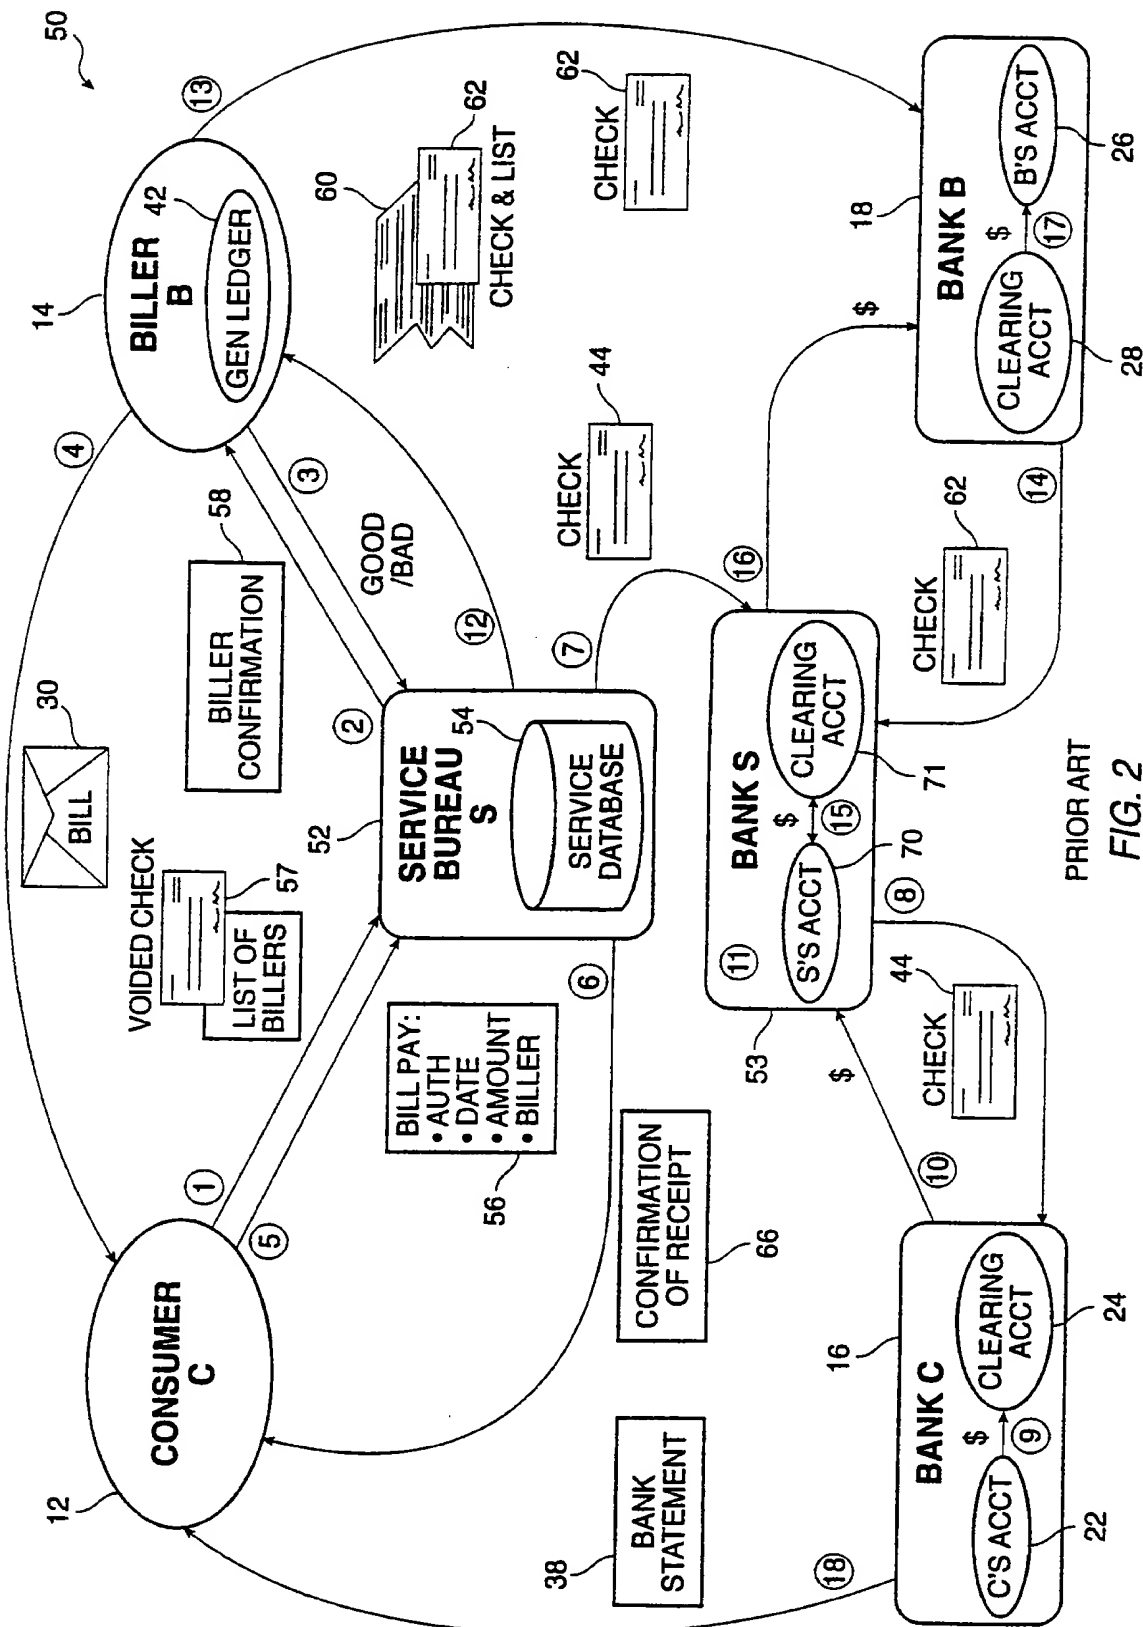 50
12
CONSUMER
C
4
30
BILL
14
BILLER
B
42
GEN LEDGER
13
1
5
VOIDED CHECK
57
LIST OF
BILLERS
BILLER
CONFIRMATION
58
2
3
GOOD
/BAD
60
62
CHECK & LIST
56
BILL PAY:
• AUTH
• DATE
• AMOUNT
• BILLER
52
SERVICE
BUREAU
S
54
SERVICE
DATABASE
12
6
7
CHECK
44
CHECK
62
38
BANK
STATEMENT
CONFIRMATION
OF RECEIPT
66
18
16
BANK C
C'S ACCT
22
$
9
CLEARING
ACCT
24
10
$
53
BANK S
11
S'S ACCT
70
$
15
CLEARING
ACCT
71
8
CHECK
44
16
$
18
BANK B
CLEARING
ACCT
28
$
17
B'S ACCT
26
14
CHECK
62
PRIOR ART
FIG. 2